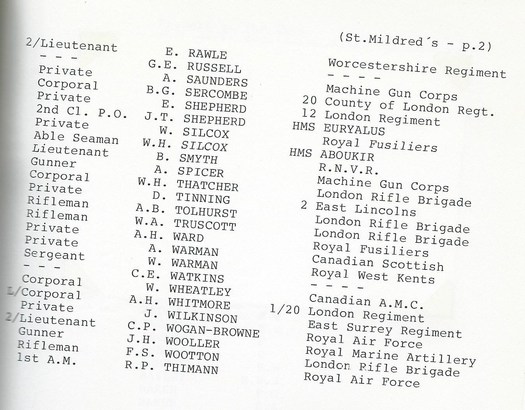 (St.Mildred´s - p.2)
2/Lieutenant E. RAWLE Worcestershire Regiment
- - - G.E. RUSSELL - - - -
Private A. SAUNDERS Machine Gun Corps
Corporal B.G. SERCOMBE 20 County of London Regt.
Private E. SHEPHERD 12 London Regiment
2nd Cl. P.O. J.T. SHEPHERD HMS EURYALUS
Private W. SILCOX Royal Fusiliers
Able Seaman W.H. SILCOX HMS ABOUKIR
Lieutenant B. SMYTH R.N.V.R.
Gunner A. SPICER Machine Gun Corps
Corporal W.H. THATCHER London Rifle Brigade
Private D. TINNING 2 East Lincolns
Rifleman A.B. TOLHURST London Rifle Brigade
Rifleman W.A. TRUSCOTT London Rifle Brigade
Private A.H. WARD Royal Fusiliers
Private A. WARMAN Canadian Scottish
Sergeant W. WARMAN Royal West Kents
- - - C.E. WATKINS - - - -
Corporal W. WHEATLEY Canadian A.M.C.
L/Corporal A.H. WHITMORE 1/20 London Regiment
Private J. WILKINSON East Surrey Regiment
2/Lieutenant C.P. WOGAN-BROWNE Royal Air Force
Gunner J.H. WOOLLER Royal Marine Artillery
Rifleman F.S. WOOTTON London Rifle Brigade
1st A.M. R.P. THIMANN Royal Air Force